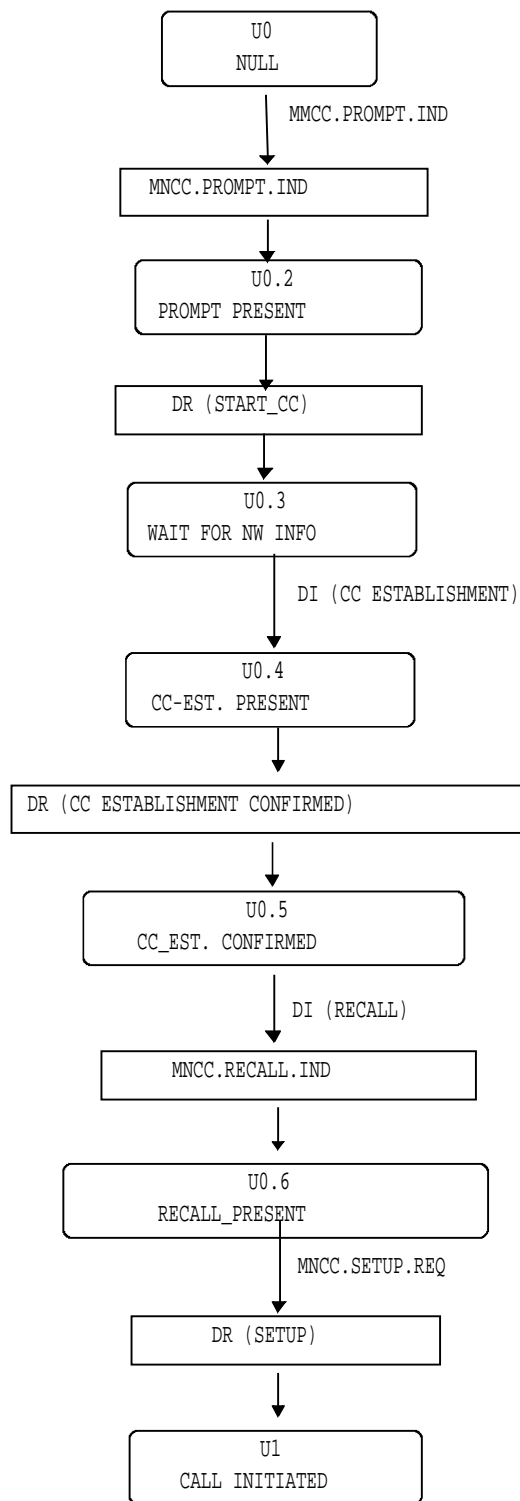 U0
NULL
MMCC.PROMPT.IND
MNCC.PROMPT.IND
U0.2
PROMPT PRESENT
DR (START_CC)
U0.3
WAIT FOR NW INFO
DI (CC ESTABLISHMENT)
U0.4
CC-EST. PRESENT
DR (CC ESTABLISHMENT CONFIRMED)
U0.5
CC_EST. CONFIRMED
DI (RECALL)
MNCC.RECALL.IND
U0.6
RECALL_PRESENT
MNCC.SETUP.REQ
DR (SETUP)
U1
CALL INITIATED